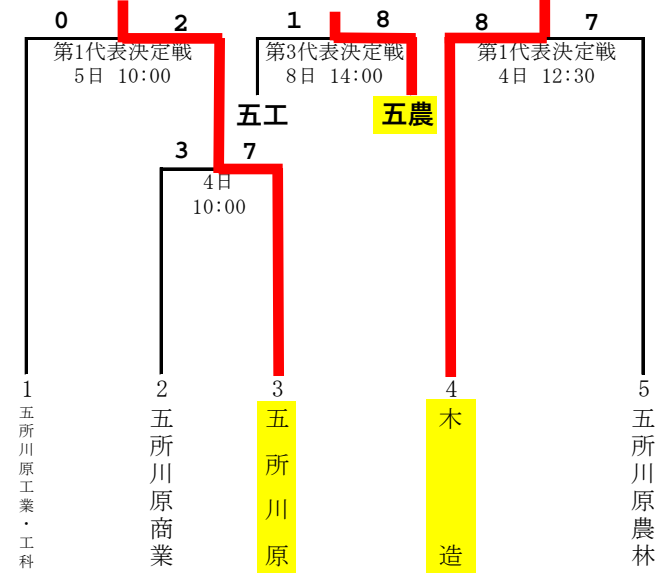 0 2 1 8 8 7
第1代表決定戦 第3代表決定戦 第1代表決定戦
5日 10:00 8日 14:00 4日 12:30
五工 五農
3 7
4日
10:00
1 2 3 4 5
五所川原工業・工科
五所川原商業
五所川原
木造
五所川原農林